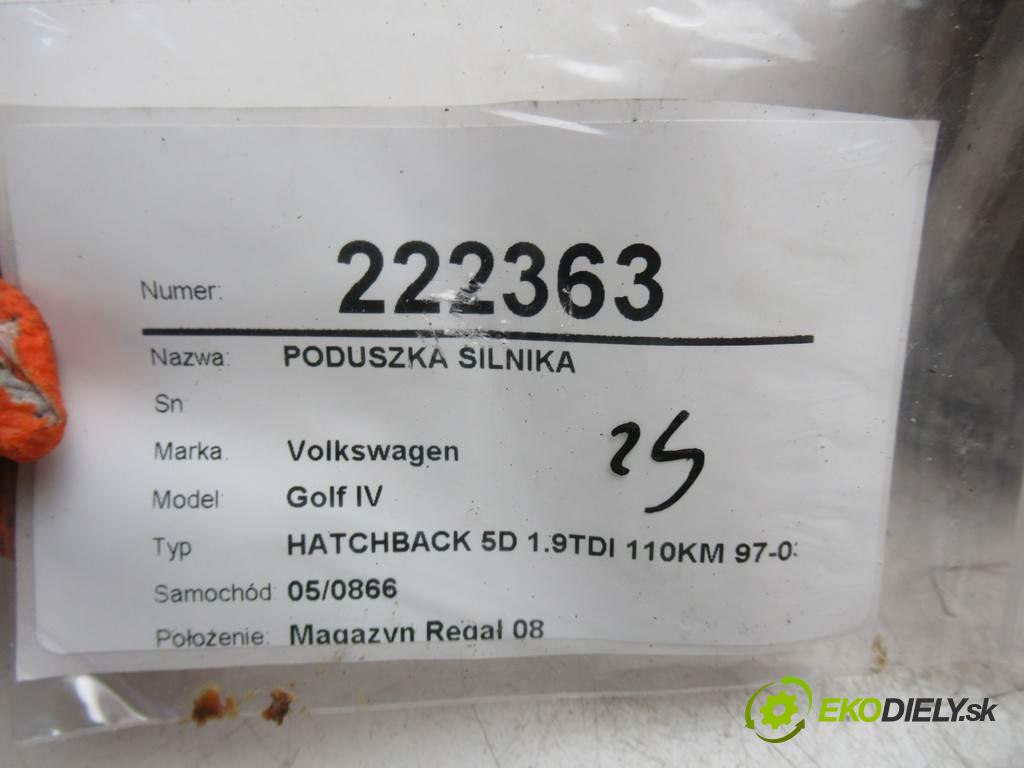 Numer: 222363
Nazwa: PODUSZKA SILNIKA
Sn
Marka: Volkswagen
Model: Golf IV
Typ HATCHBACK 5D 1.9TDI 110KM 97-0
Samochód: 05/0866
Położenie: Magazyn Regał 08
EKODIELY.sk